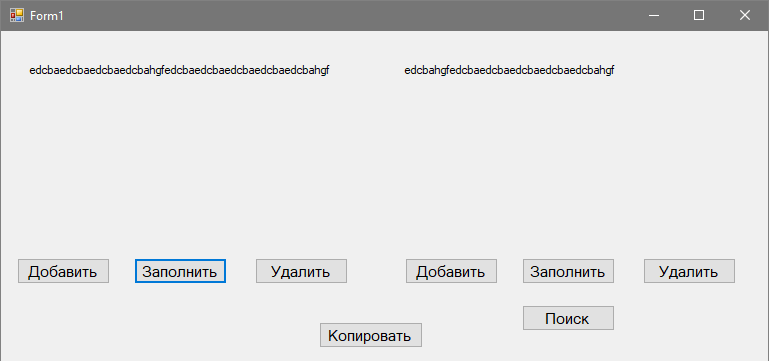 Form1
edcbaedcbaedcbaedcbahgfedcbaedcbaedcbaedcbaedcbahgf edcbahgfedcbaedcbaedcbaedcbaedcbahgf
Добавить Заполнить Удалить Добавить Заполнить Удалить
Поиск
Копировать